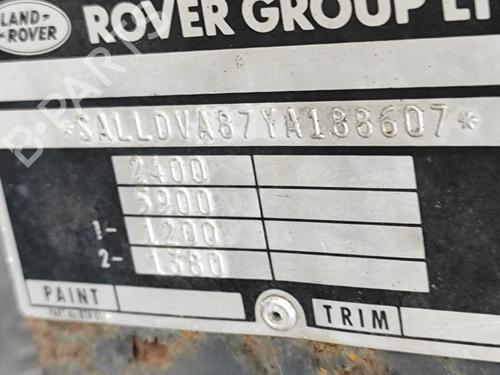 LAND-
-ROVER
ROVER GROUP LT
*SALLDVA87YA188607*
2400
5900
1- 1200
2- 1380
PAINT
TRIM
B-PARTS